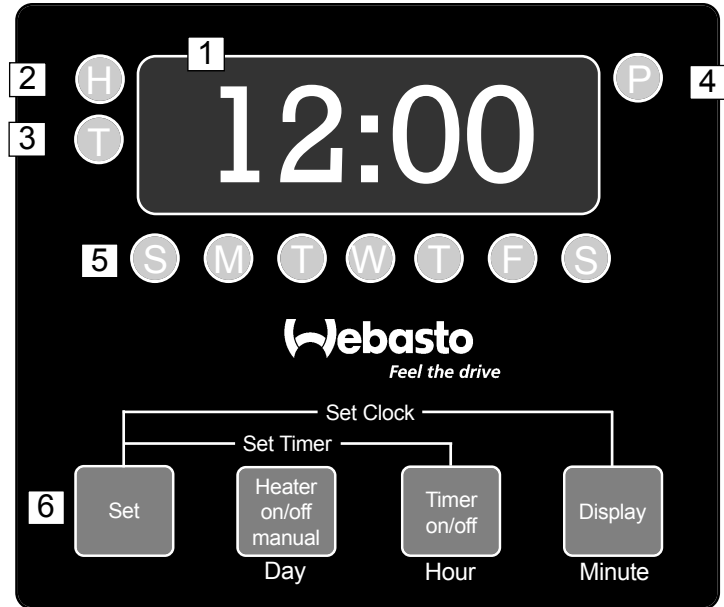 1
2 H P 4
3 T
12:00
5 S M T W T F S
Webasto
Feel the drive
Set Clock
Set Timer
6 Set
Heater
on/off
manual
Timer
on/off
Display
Day Hour Minute